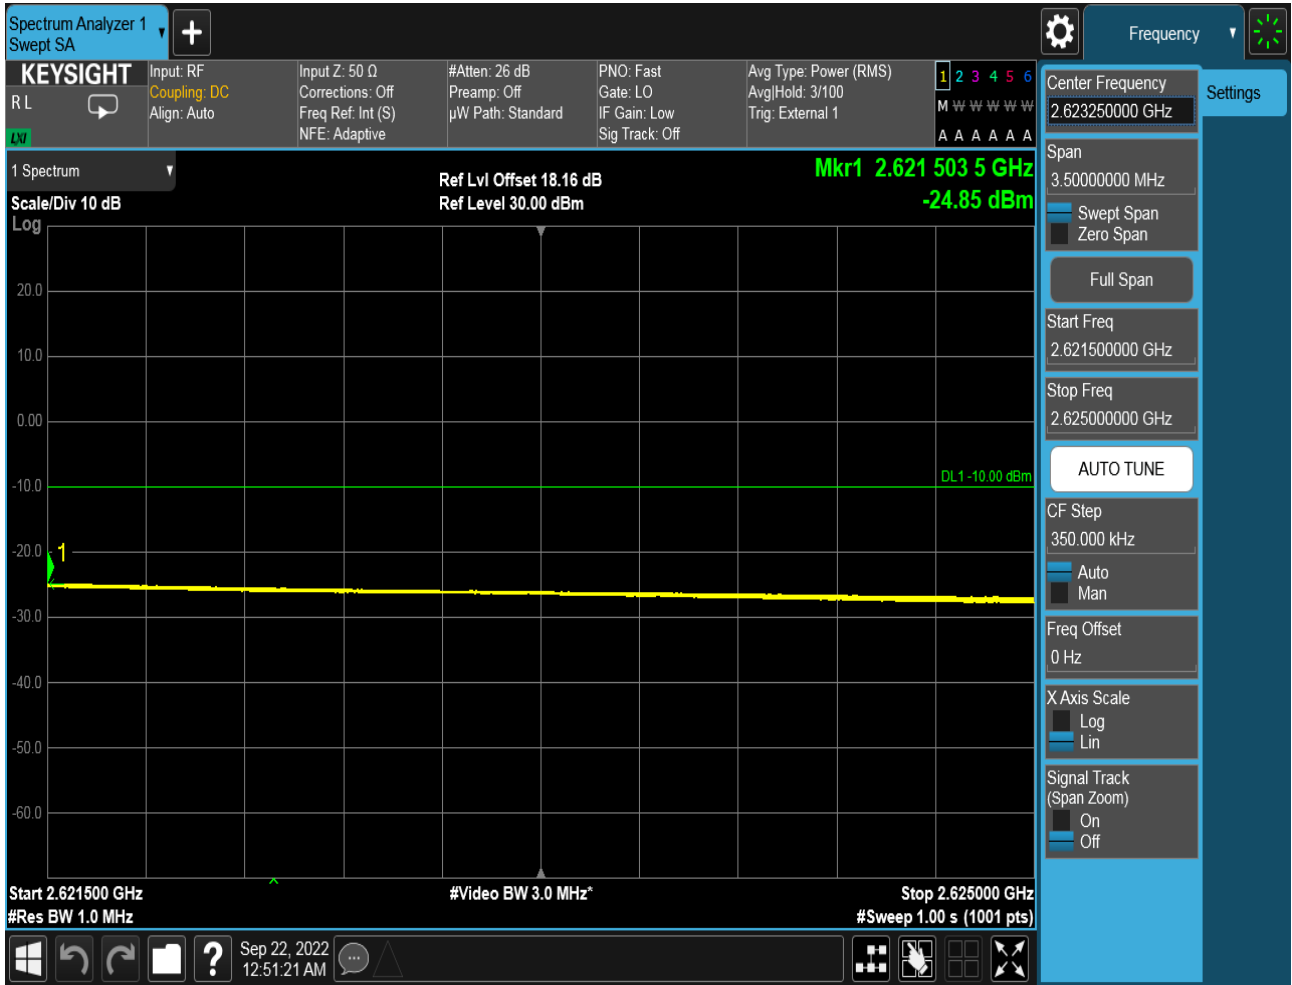 Spectrum Analyzer 1
Swept SA
Frequency
KEYSIGHT
R L
LXI
Input: RF
Coupling: DC
Align: Auto
Input Z: 50 Ω
Corrections: Off
Freq Ref: Int (S)
NFE: Adaptive
#Atten: 26 dB
Preamp: Off
µW Path: Standard
PNO: Fast
Gate: LO
IF Gain: Low
Sig Track: Off
Avg Type: Power (RMS)
Avg|Hold: 3/100
Trig: External 1
1 2 3 4 5 6
M W W W W W
A A A A A A
1 Spectrum
Scale/Div 10 dB
Log
Ref Lvl Offset 18.16 dB
Ref Level 30.00 dBm
Mkr1 2.621 503 5 GHz
-24.85 dBm
20.0
10.0
0.00
-10.0
-20.0
-30.0
-40.0
-50.0
-60.0
DL1 -10.00 dBm
1
Start 2.621500 GHz
#Res BW 1.0 MHz
#Video BW 3.0 MHz*
Stop 2.625000 GHz
#Sweep 1.00 s (1001 pts)
Center Frequency
2.623250000 GHz
Settings
Span
3.50000000 MHz
Swept Span
Zero Span
Full Span
Start Freq
2.621500000 GHz
Stop Freq
2.625000000 GHz
AUTO TUNE
CF Step
350.000 kHz
Auto
Man
Freq Offset
0 Hz
X Axis Scale
Log
Lin
Signal Track
(Span Zoom)
On
Off
?
Sep 22, 2022
12:51:21 AM